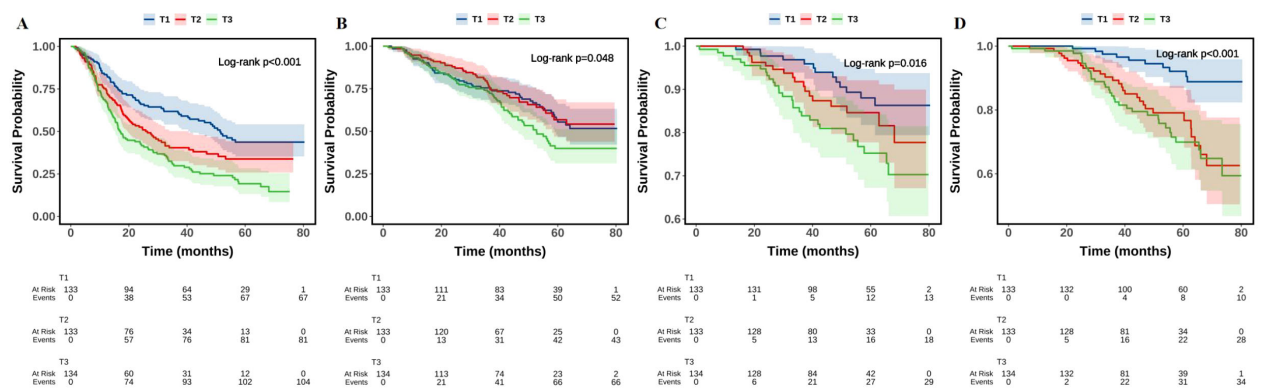 A
T1 T2 T3
Log-rank p<0.001
Survival Probability
1.00
0.75
0.50
0.25
0.00
0 20 40 60 80
Time (months)
T1
At Risk 133 94 64 29 1
Events 0 38 53 67 67
T2
At Risk 133 76 34 13 0
Events 0 57 76 81 81
T3
At Risk 134 60 31 12 0
Events 0 74 93 102 104
B
T1 T2 T3
Log-rank p=0.048
Survival Probability
1.00
0.75
0.50
0.25
0.00
0 20 40 60 80
Time (months)
T1
At Risk 133 111 83 39 1
Events 0 21 34 50 52
T2
At Risk 133 120 67 25 0
Events 0 13 31 42 43
T3
At Risk 134 113 74 23 2
Events 0 21 41 66 66
C
T1 T2 T3
Log-rank p=0.016
Survival Probability
1.0
0.9
0.8
0.7
0.6
0 20 40 60 80
Time (months)
T1
At Risk 133 131 98 55 2
Events 0 1 5 12 13
T2
At Risk 133 128 80 33 0
Events 0 5 13 16 18
T3
At Risk 134 128 84 42 0
Events 0 6 21 27 29
D
T1 T2 T3
Log-rank p<0.001
Survival Probability
1.0
0.8
0.6
0 20 40 60 80
Time (months)
T1
At Risk 133 132 100 60 2
Events 0 0 4 8 10
T2
At Risk 133 128 81 34 0
Events 0 5 16 22 28
T3
At Risk 134 132 81 39 1
Events 0 2 22 31 34